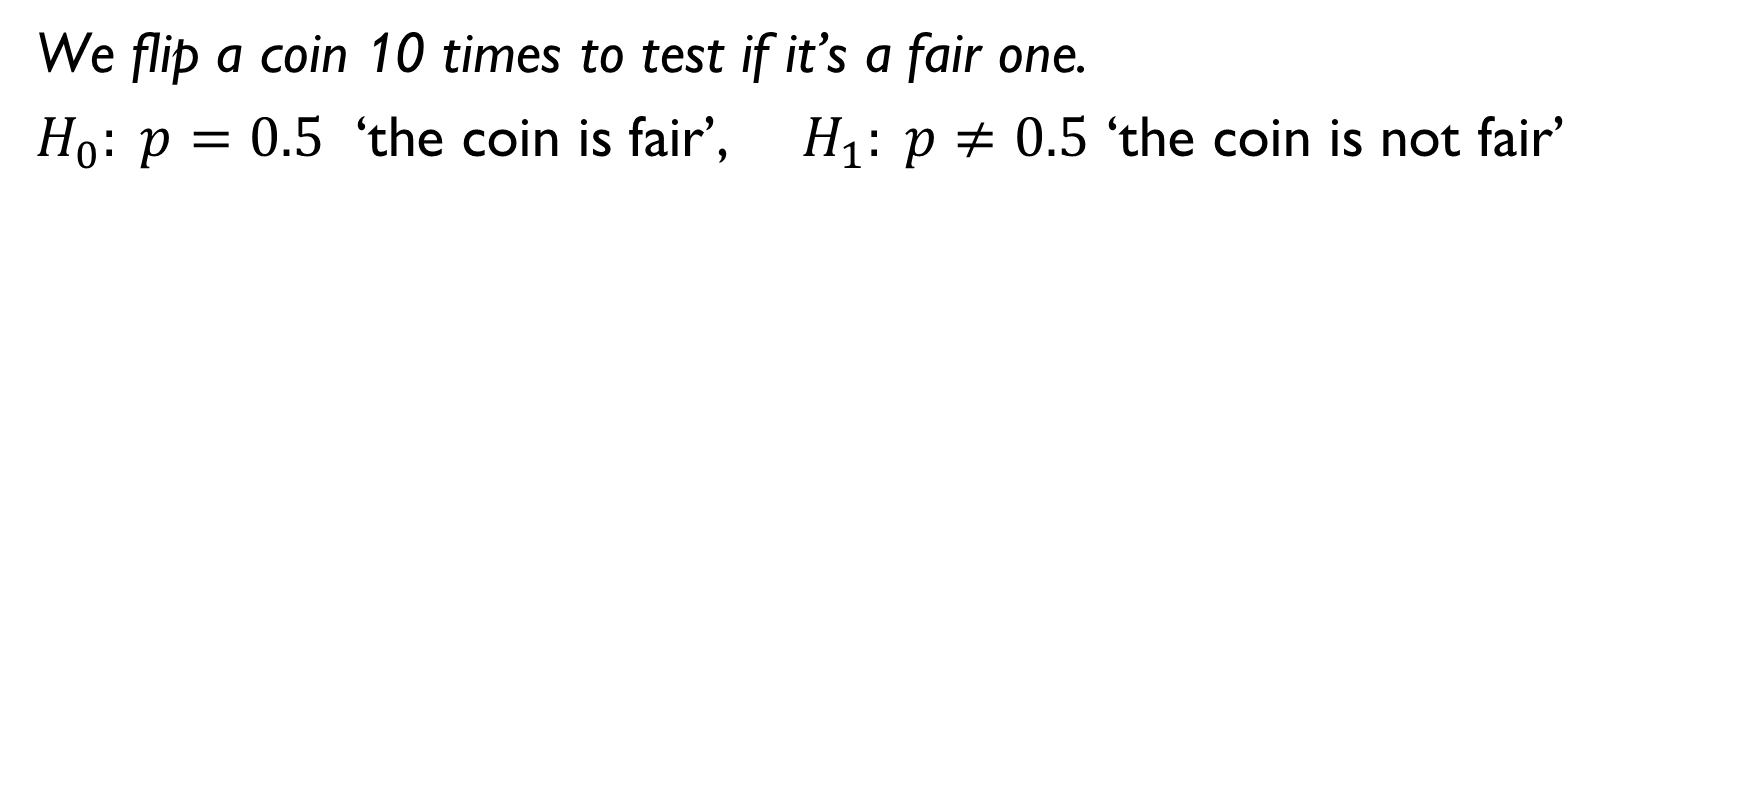 We flip a coin 10 times to test if it’s a fair one.
H₀: p = 0.5 ‘the coin is fair’, H₁: p ≠ 0.5 ‘the coin is not fair’